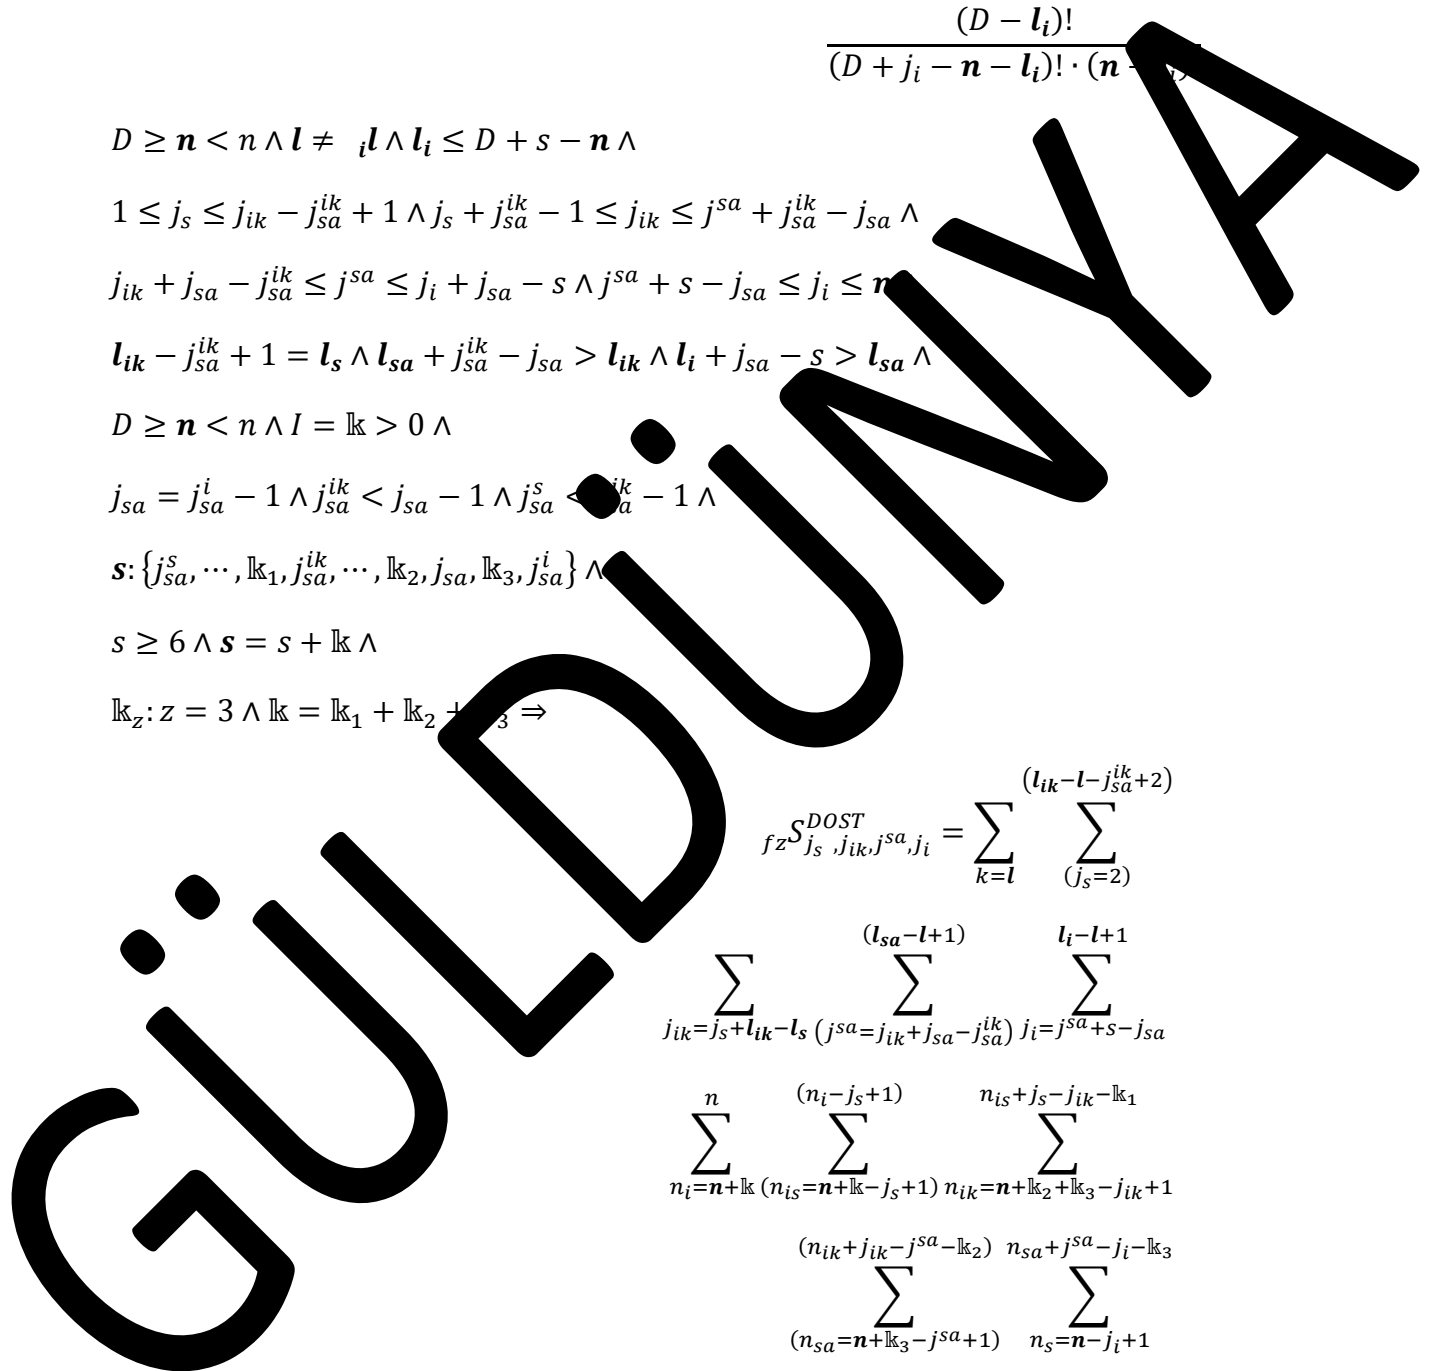 (D − l_i)!
(D + j_i − n − l_i)! · (n
D ≥ n < n ∧ l ≠ _il ∧ l_i ≤ D + s − n ∧
1 ≤ j_s ≤ j_ik − j_sa^ik + 1 ∧ j_s + j_sa^ik − 1 ≤ j_ik ≤ j^sa + j_sa^ik − j_sa ∧
j_ik + j_sa − j_sa^ik ≤ j^sa ≤ j_i + j_sa − s ∧ j^sa + s − j_sa ≤ j_i ≤ n
l_ik − j_sa^ik + 1 = l_s ∧ l_sa + j_sa^ik − j_sa > l_ik ∧ l_i + j_sa − s > l_sa ∧
D ≥ n < n ∧ I = 𝕜 > 0 ∧
j_sa = j_sa^i − 1 ∧ j_sa^ik < j_sa − 1 ∧ j_sa^s < − 1 ∧
s: {j_sa^s, ⋯ , 𝕜_1, j_sa^ik, ⋯ , 𝕜_2, j_sa, 𝕜_3, j_sa^i} ∧
s ≥ 6 ∧ s = s + 𝕜 ∧
𝕜_z: z = 3 ∧ 𝕜 = 𝕜_1 + 𝕜_2 + 𝕜_3 ⇒
_fzS_{j_s ,j_ik,j^sa,j_i}^{DOST} = ∑_{k=l} ∑_{(j_s=2)}^{(l_ik−l−j_sa^ik+2)}
∑_{j_ik=j_s+l_ik−l_s} ∑_{(j^sa=j_ik+j_sa−j_sa^ik)}^{(l_sa−l+1)} ∑_{j_i=j^sa+s−j_sa}^{l_i−l+1}
∑_{n_i=n+𝕜}^{n} ∑_{(n_is=n+𝕜−j_s+1)}^{(n_i−j_s+1)} ∑_{n_ik=n+𝕜_2+𝕜_3−j_ik+1}^{n_is+j_s−j_ik−𝕜_1}
∑_{(n_sa=n+𝕜_3−j^sa+1)}^{(n_ik+j_ik−j^sa−𝕜_2)} ∑_{n_s=n−j_i+1}^{n_sa+j^sa−j_i−𝕜_3}
GÜLDÜNYA